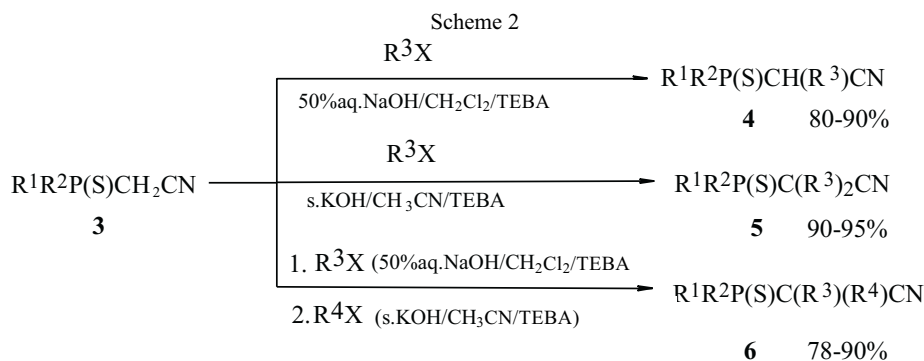 Scheme 2
R³X
50%aq.NaOH/CH₂Cl₂/TEBA
R¹R²P(S)CH(R³)CN
4 80-90%
R³X
R¹R²P(S)CH₂CN
s.KOH/CH₃CN/TEBA
R¹R²P(S)C(R³)₂CN
3
5 90-95%
1. R³X (50%aq.NaOH/CH₂Cl₂/TEBA
R¹R²P(S)C(R³)(R⁴)CN
2.R⁴X (s.KOH/CH₃CN/TEBA)
6 78-90%